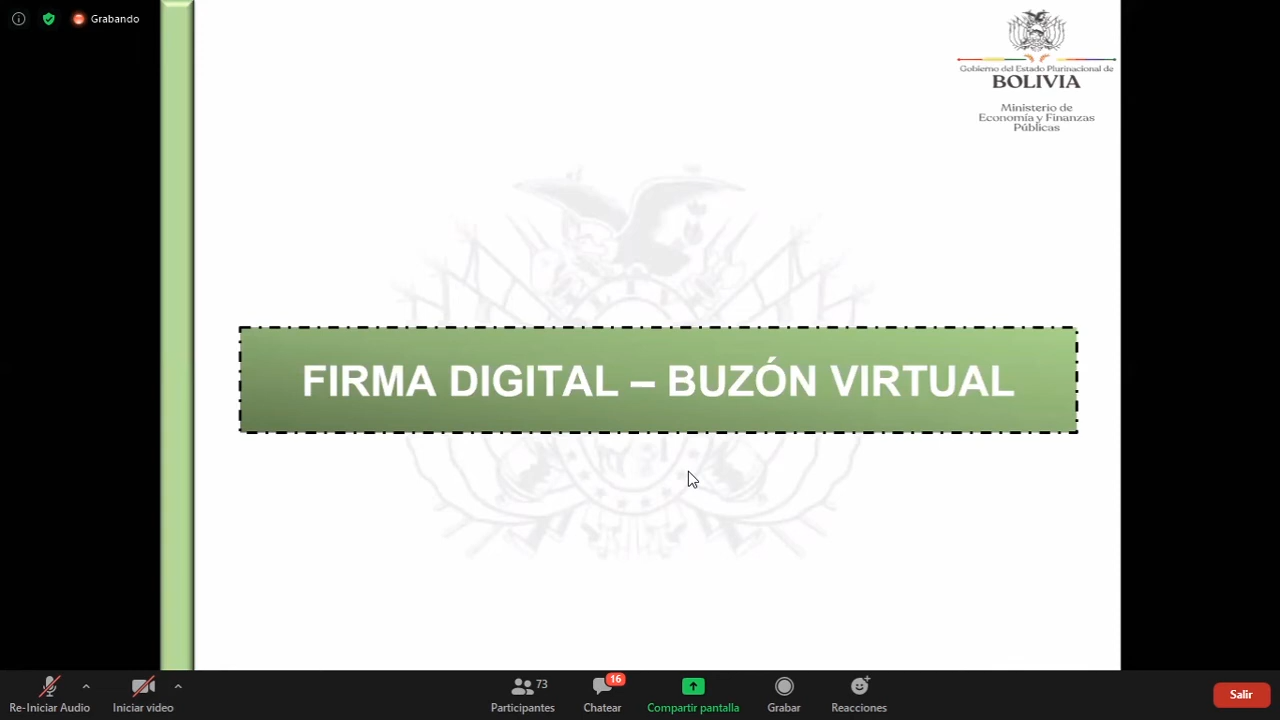 Grabando
Gobierno del Estado Plurinacional de
BOLIVIA
Ministerio de
Economía y Finanzas
Públicas
FIRMA DIGITAL – BUZÓN VIRTUAL
Re-Iniciar Audio
Iniciar video
73
Participantes
16
Chatear
Compartir pantalla
Grabar
Reacciones
Salir